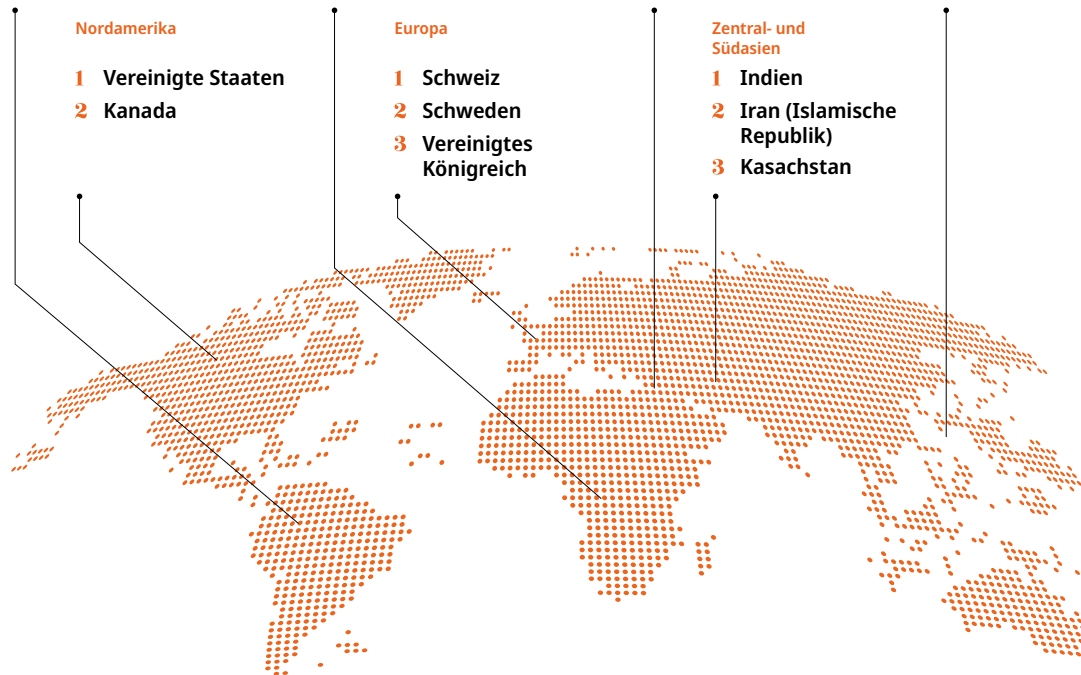 Nordamerika
1 Vereinigte Staaten
2 Kanada
Europa
1 Schweiz
2 Schweden
3 Vereinigtes
Königreich
Zentral- und
Südasien
1 Indien
2 Iran (Islamische
Republik)
3 Kasachstan